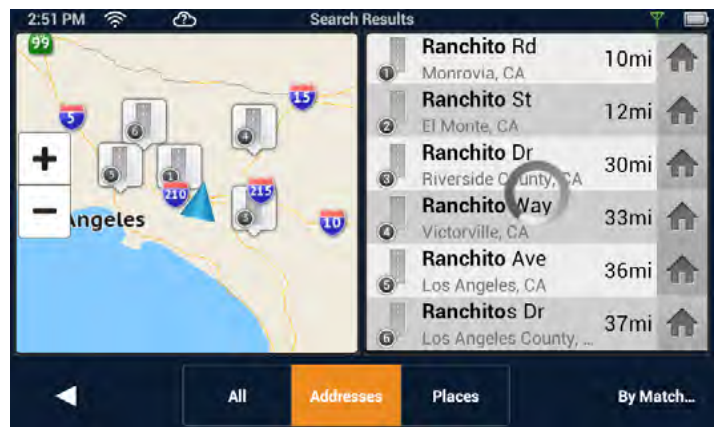 2:51 PM
Search Results
99
15
5
6
4
5
1
210
215
3
10
Angeles
+
−
Ranchito Rd
10mi
1
Monrovia, CA
Ranchito St
12mi
2
El Monte, CA
Ranchito Dr
30mi
3
Riverside County, CA
Ranchito Way
33mi
4
Victorville, CA
Ranchito Ave
36mi
5
Los Angeles, CA
Ranchitos Dr
37mi
6
Los Angeles County, ...
All
Addresses
Places
By Match...